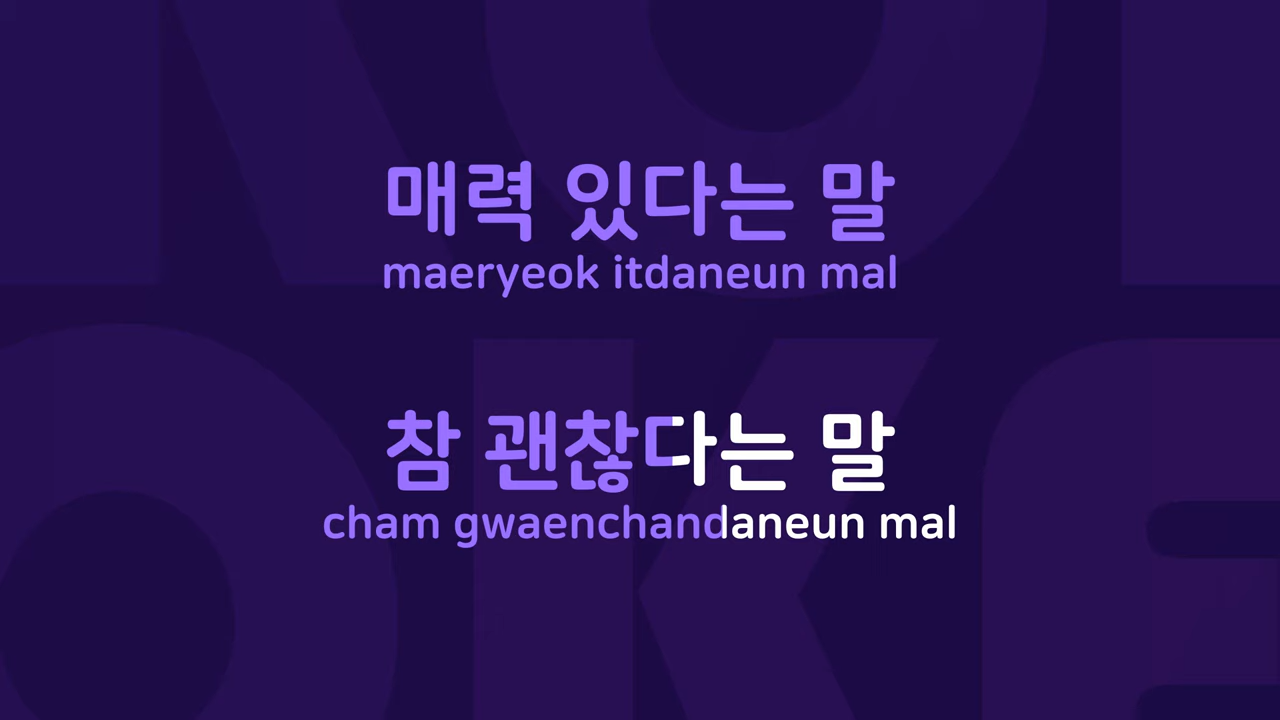 매력 있다는 말
maeryeok itdaneun mal
참 괜찮다는 말
cham gwaenchandaneun mal